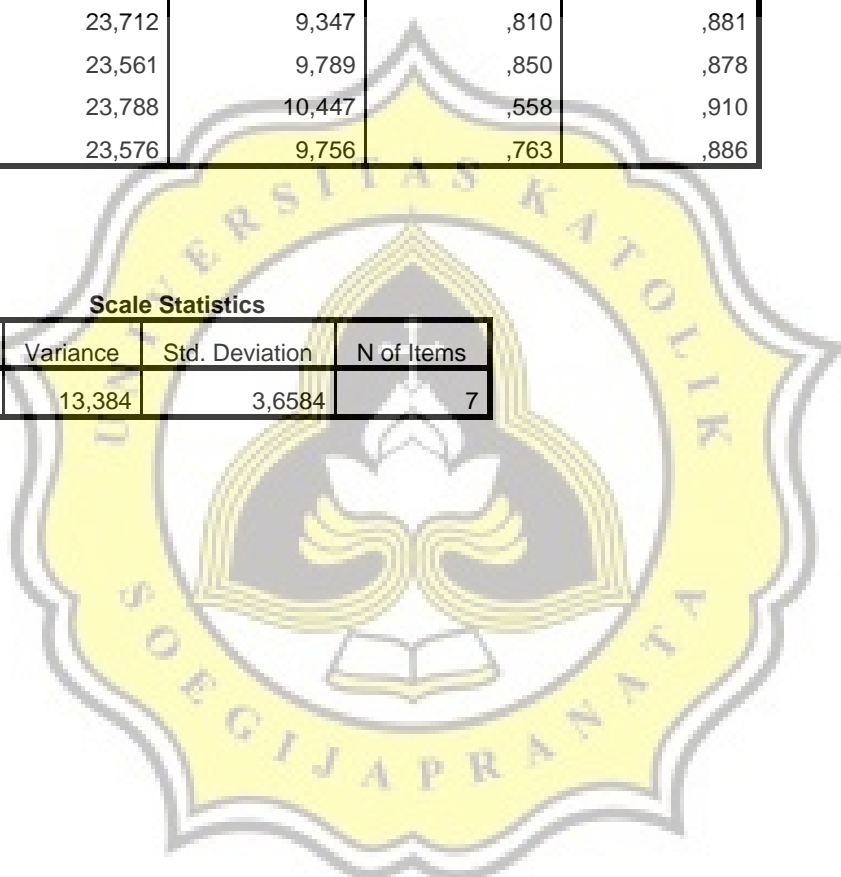 23,712 9,347 ,810 ,881
23,561 9,789 ,850 ,878
23,788 10,447 ,558 ,910
23,576 9,756 ,763 ,886
Scale Statistics
Variance Std. Deviation N of Items
13,384 3,6584 7
UNIVERSITAS KATOLIK
SOEGIJAPRANATA